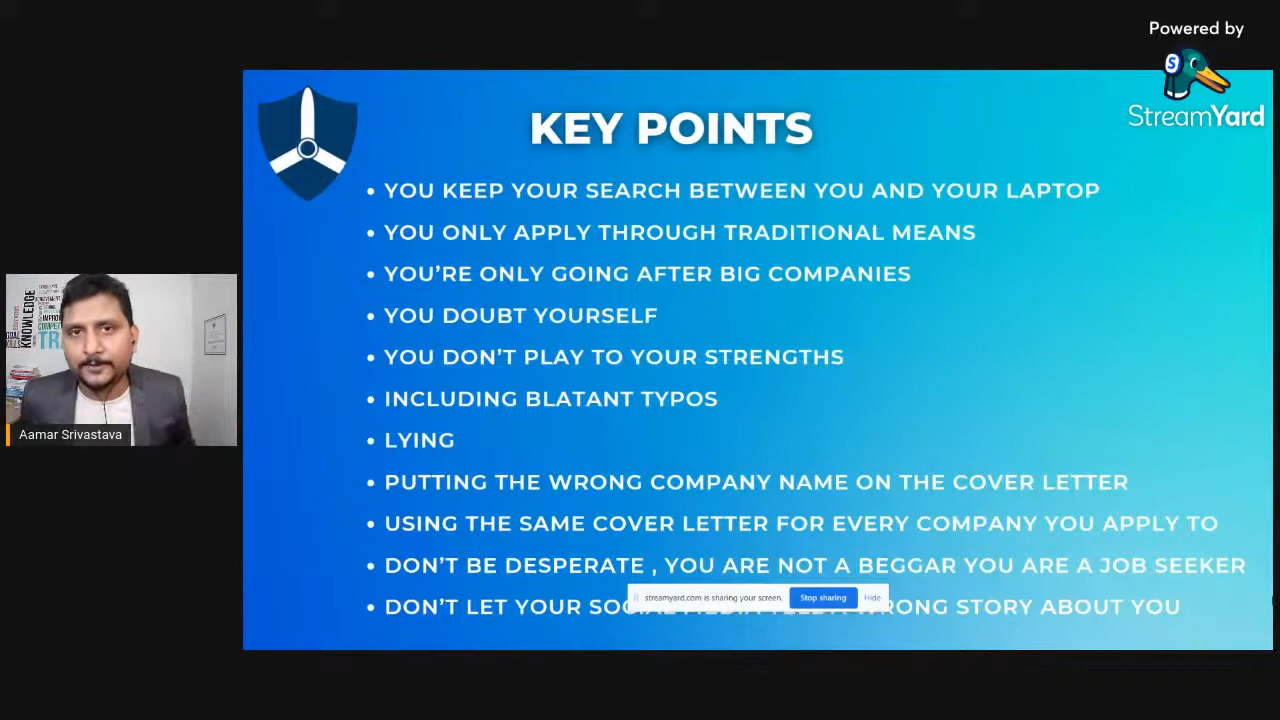 Powered by
StreamYard
KEY POINTS
• YOU KEEP YOUR SEARCH BETWEEN YOU AND YOUR LAPTOP
• YOU ONLY APPLY THROUGH TRADITIONAL MEANS
• YOU'RE ONLY GOING AFTER BIG COMPANIES
• YOU DOUBT YOURSELF
• YOU DON'T PLAY TO YOUR STRENGTHS
• INCLUDING BLATANT TYPOS
• LYING
• PUTTING THE WRONG COMPANY NAME ON THE COVER LETTER
• USING THE SAME COVER LETTER FOR EVERY COMPANY YOU APPLY TO
• DON'T BE DESPERATE , YOU ARE NOT A BEGGAR YOU ARE A JOB SEEKER
• DON'T LET YOUR WRONG STORY ABOUT YOU
streamyard.com is sharing your screen. Stop sharing Hide
KNOWLEDGE
Aamar Srivastava